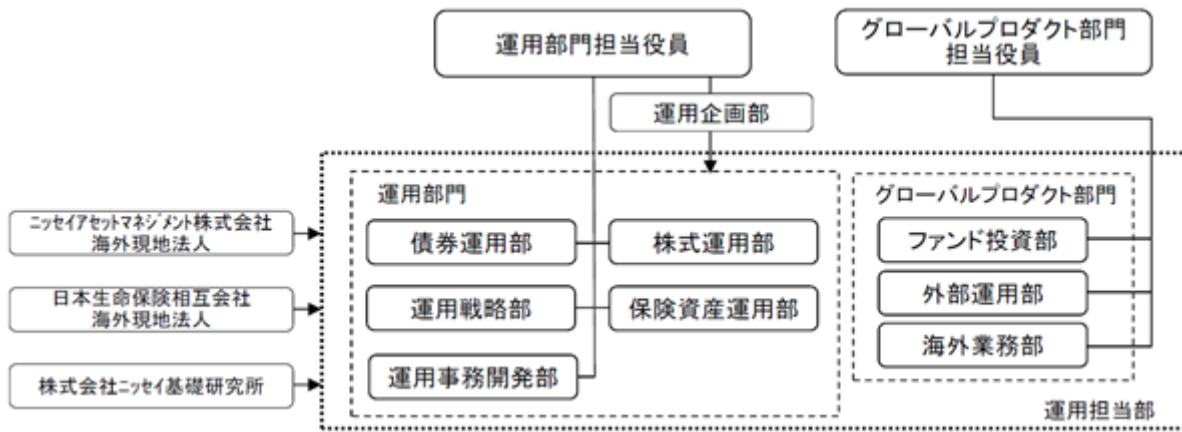 運用部門担当役員
グローバルプロダクト部門
担当役員
運用企画部
運用部門
グローバルプロダクト部門
ニッセイアセットマネジメント株式会社
海外現地法人
債券運用部
株式運用部
ファンド投資部
日本生命保険相互会社
海外現地法人
運用戦略部
保険資産運用部
外部運用部
海外業務部
株式会社ニッセイ基礎研究所
運用事務開発部
運用担当部